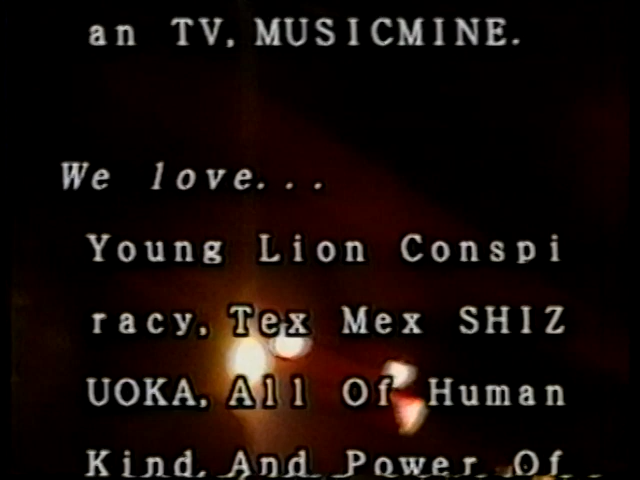 an TV, MUSICMINE.
We love...
Young Lion Conspi
racy, Tex Mex SHIZ
UOKA, All Of Human
Kind, And Power Of